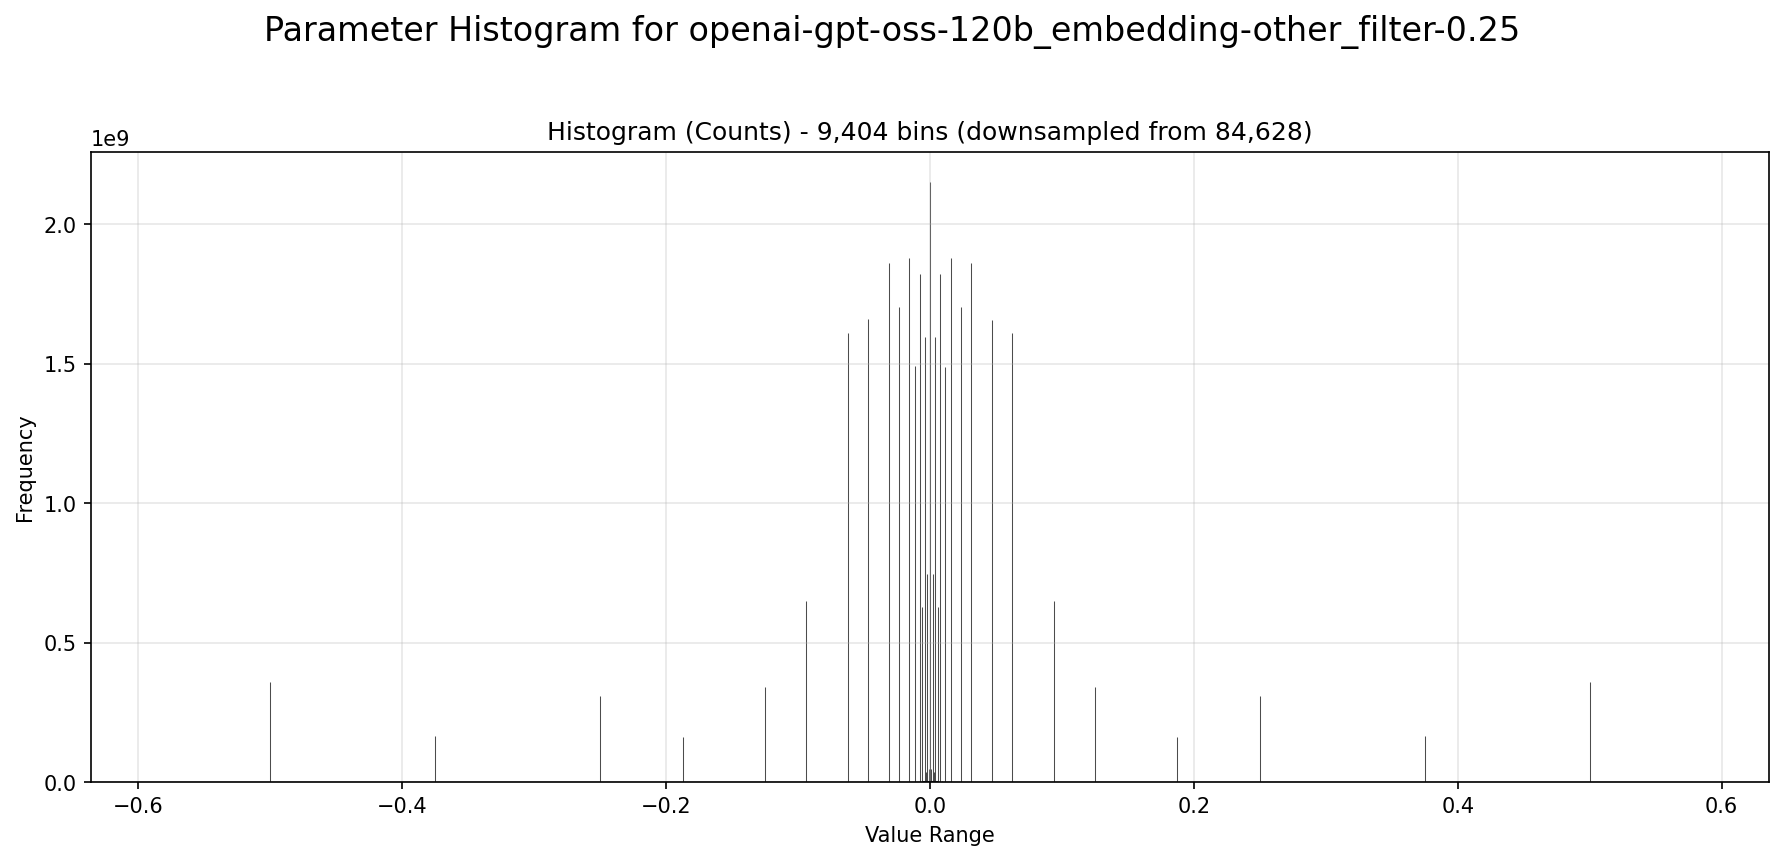 Parameter Histogram for openai-gpt-oss-120b_embedding-other_filter-0.25
Histogram (Counts) - 9,404 bins (downsampled from 84,628)
1e9
2.0
1.5
1.0
0.5
0.0
Frequency
−0.6 −0.4 −0.2 0.0 0.2 0.4 0.6
Value Range